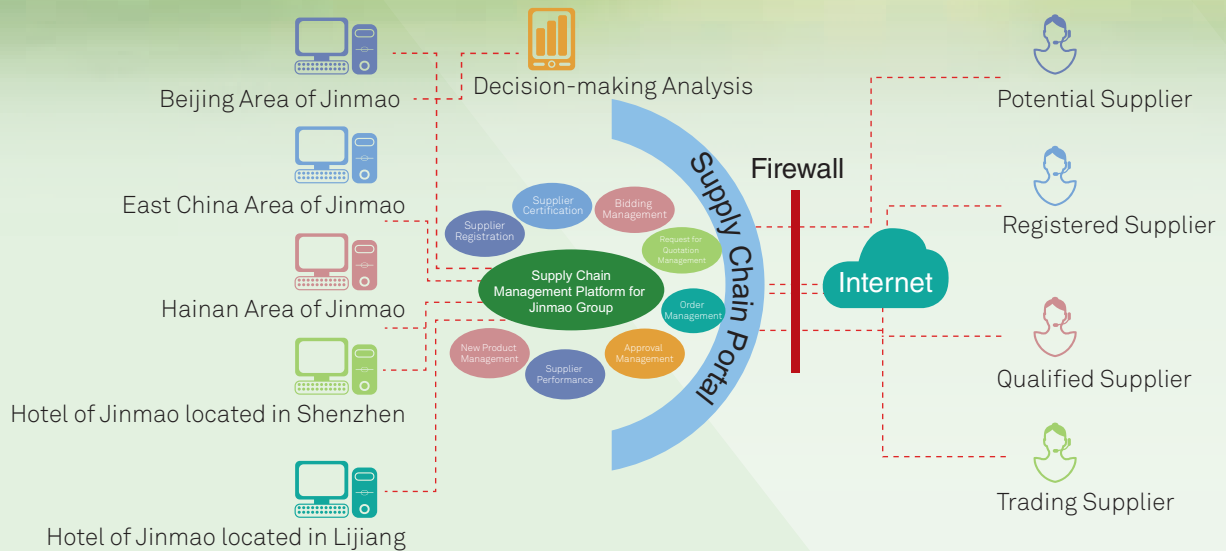 Beijing Area of Jinmao
Decision-making Analysis
Potential Supplier
East China Area of Jinmao
Supplier
Certification
Bidding
Management
Supplier
Registration
Request for
Quotation
Management
Supply Chain Portal
Firewall
Registered Supplier
Supply Chain
Management Platform for
Jinmao Group
Internet
Hainan Area of Jinmao
Order
Management
New Product
Management
Supplier
Performance
Approval
Management
Qualified Supplier
Hotel of Jinmao located in Shenzhen
Trading Supplier
Hotel of Jinmao located in Lijiang